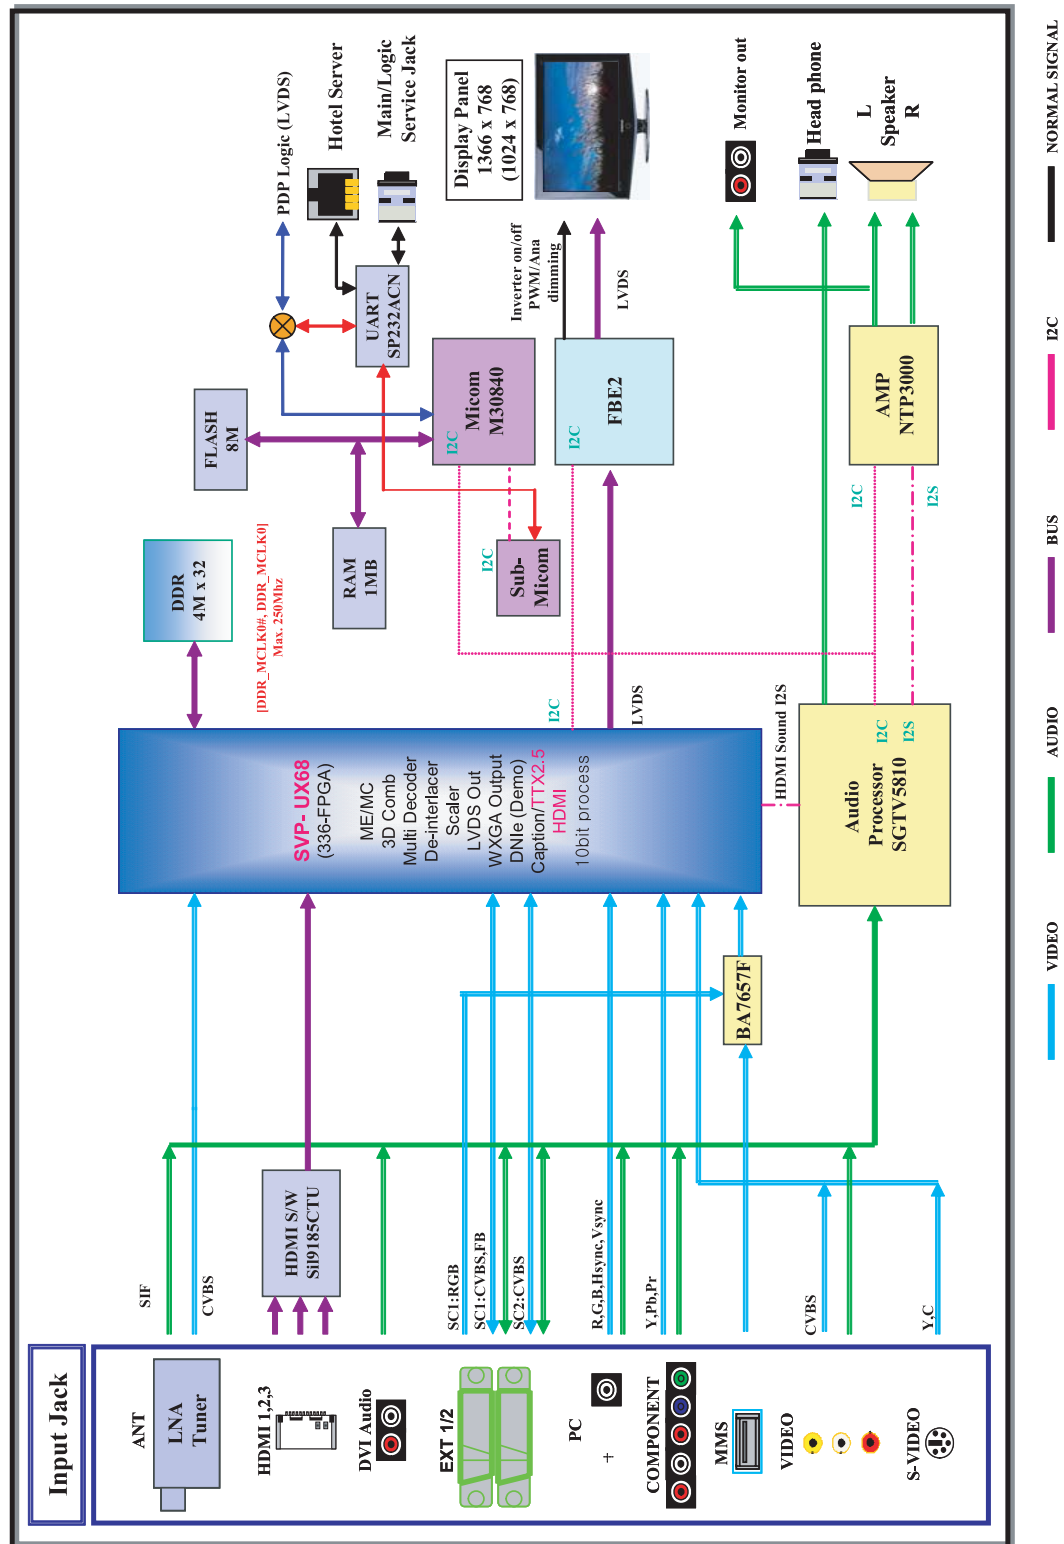 Input Jack
ANT
LNA
Tuner
HDMI 1,2,3
DVI Audio
EXT 1/2
PC
+
COMPONENT
MMS
VIDEO
S-VIDEO
SIF
CVBS
HDMI S/W
Sil9185CTU
SC1:RGB
SC1:CVBS,FB
SC2:CVBS
R,G,B,Hsync,Vsync
Y,Pb,Pr
CVBS
Y,C
BA7657F
SVP- UX68
(336-FPGA)
ME/MC
3D Comb
Multi Decoder
De-interlacer
Scaler
LVDS Out
WXGA Output
DNIe (Demo)
Caption/TTX2.5
HDMI
10bit process
HDMI Sound I2S
Audio
Processor
SGTV5810
I2C
I2S
I2C
LVDS
DDR
4M x 32
[DDR_MCLK0#, DDR_MCLK0]
Max. 250Mhz
RAM
1MB
FLASH
8M
I2C
Sub-
Micom
I2C
Micom
M30840
I2C
FBE2
I2C
I2S
AMP
NTP3000
UART
SP232ACN
PDP Logic (LVDS)
Hotel Server
Main/Logic
Service Jack
Display Panel
1366 x 768
(1024 x 768)
Inverter on/off
PWM/Ana
dimming
LVDS
Monitor out
Head phone
L
Speaker
R
VIDEO
AUDIO
BUS
I2C
NORMAL SIGNAL